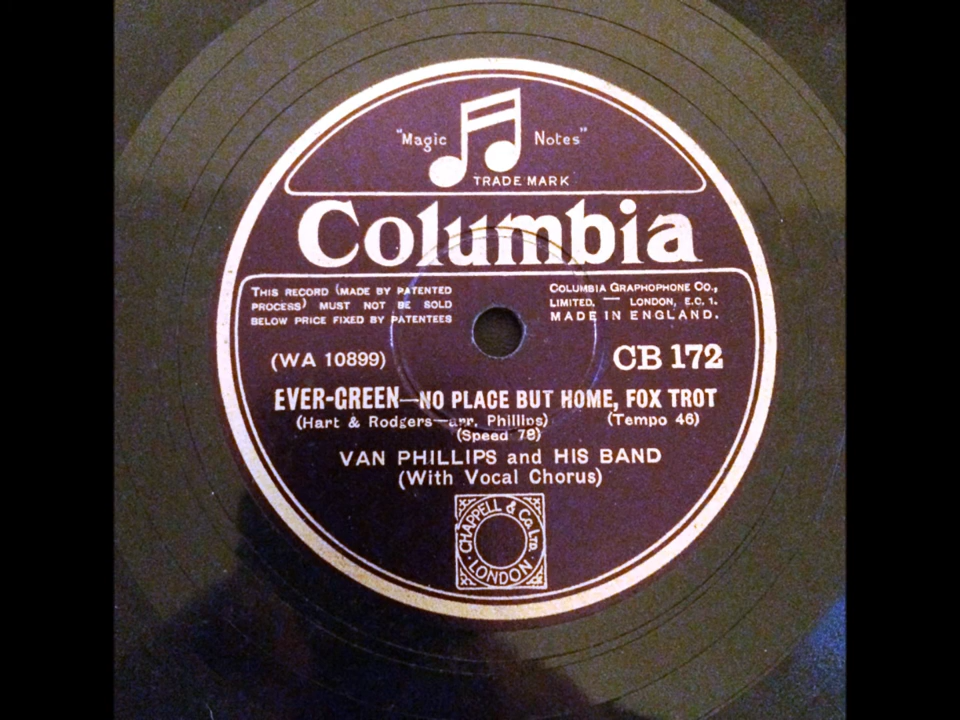 "Magic Notes"
TRADE MARK
Columbia
THIS RECORD (MADE BY PATENTED
PROCESS) MUST NOT BE SOLD
BELOW PRICE FIXED BY PATENTEES
COLUMBIA GRAPHOPHONE CO.,
LIMITED. — LONDON, E.C. 1.
MADE IN ENGLAND.
(WA 10899) CB 172
EVER-GREEN—NO PLACE BUT HOME, FOX TROT
(Hart & Rodgers—arr. Phillips) (Tempo 46)
(Speed 78)
VAN PHILLIPS and HIS BAND
(With Vocal Chorus)
CHAPPELL & Co. LTD.
LONDON